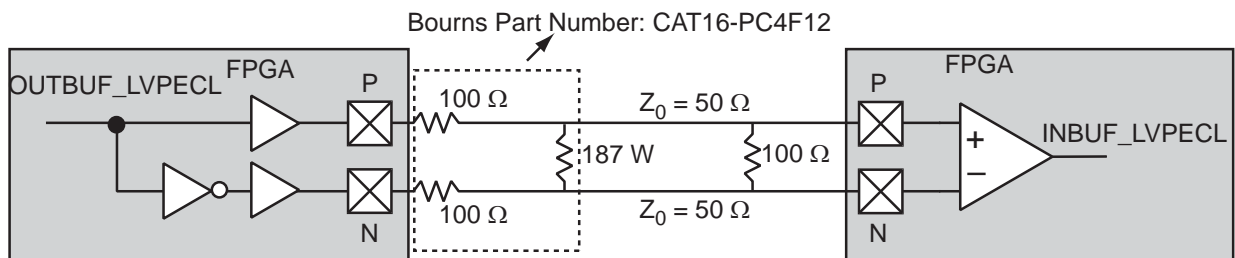 Bourns Part Number: CAT16-PC4F12
OUTBUF_LVPECL
FPGA
P
100 Ω
Z0 = 50 Ω
187 W
100 Ω
100 Ω
N
Z0 = 50 Ω
FPGA
P
+
–
INBUF_LVPECL
N